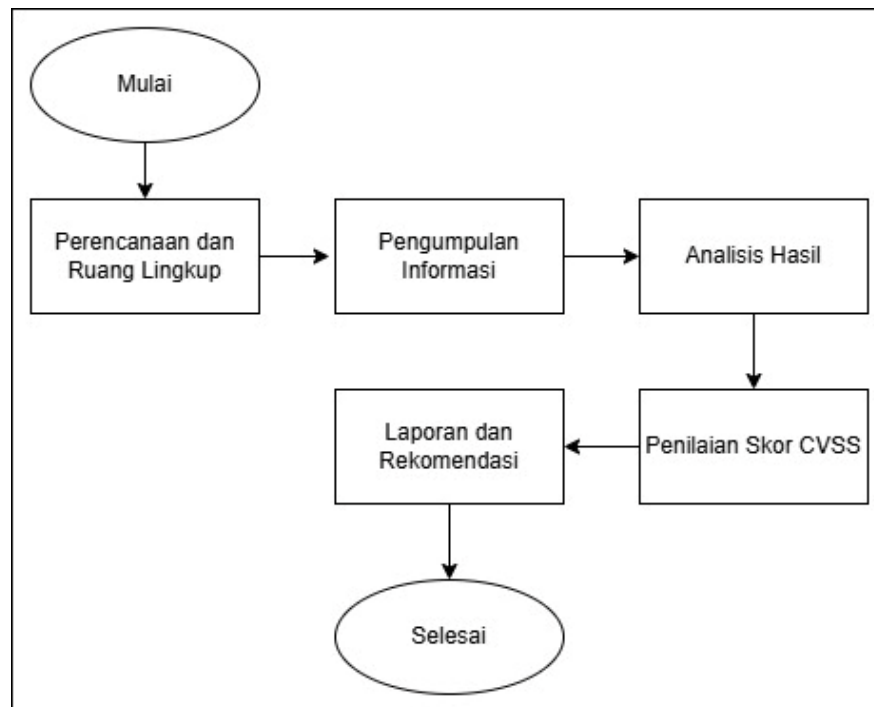 Mulai
Perencanaan dan
Ruang Lingkup
Pengumpulan
Informasi
Analisis Hasil
Penilaian Skor CVSS
Laporan dan
Rekomendasi
Selesai